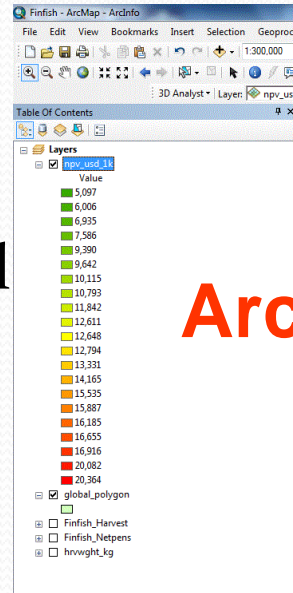 Finfish - ArcMap - ArcInfo
File Edit View Bookmarks Insert Selection Geoproc
1:300,000
3D Analyst Layer: npv_us
Table Of Contents
Layers
npv_usd_1k
Value
5,097
6,006
6,935
7,586
9,390
9,642
10,115
10,793
11,842
12,611
12,648
12,794
13,331
14,165
15,535
15,887
16,185
16,655
16,916
20,082
20,364
global_polygon
Finfish_Harvest
Finfish_Netpens
hrvwght_kg
Arc